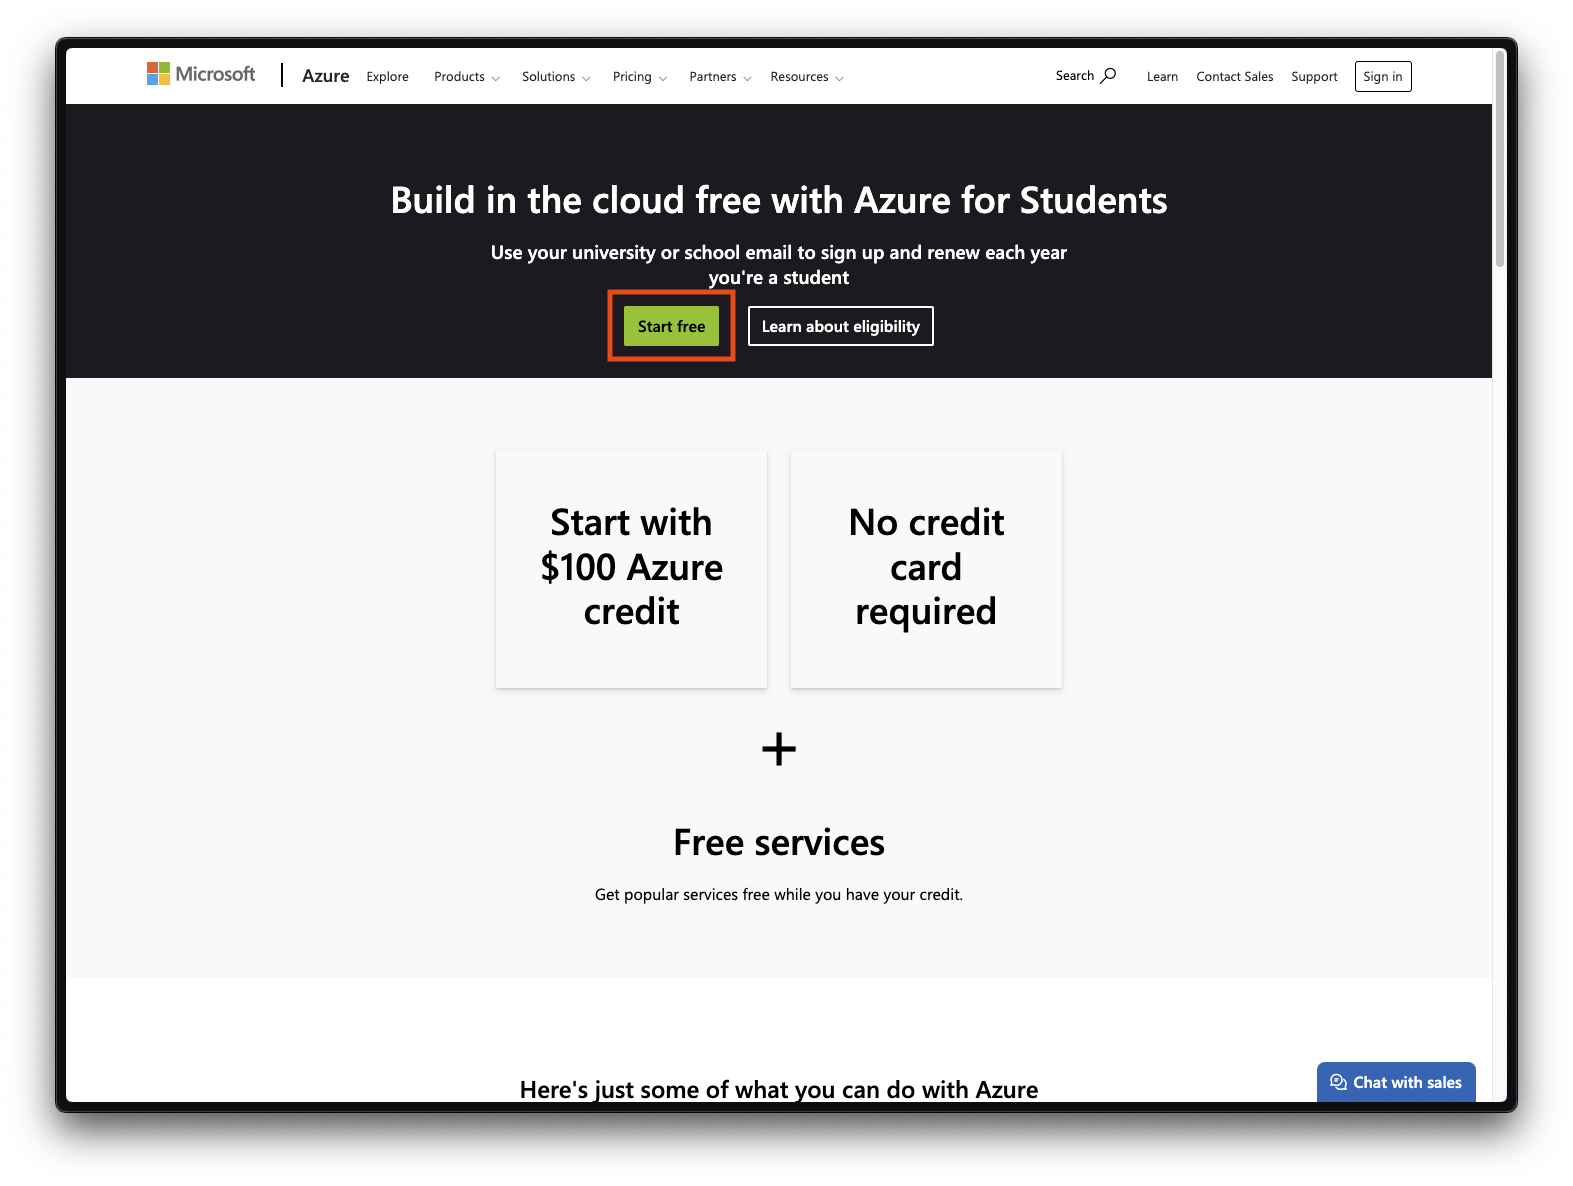 Microsoft Azure Explore Products Solutions Pricing Partners Resources Search Learn Contact Sales Support Sign in
Build in the cloud free with Azure for Students
Use your university or school email to sign up and renew each year
you're a student
Start free Learn about eligibility
Start with
$100 Azure
credit
No credit
card
required
+
Free services
Get popular services free while you have your credit.
Here's just some of what you can do with Azure
Chat with sales